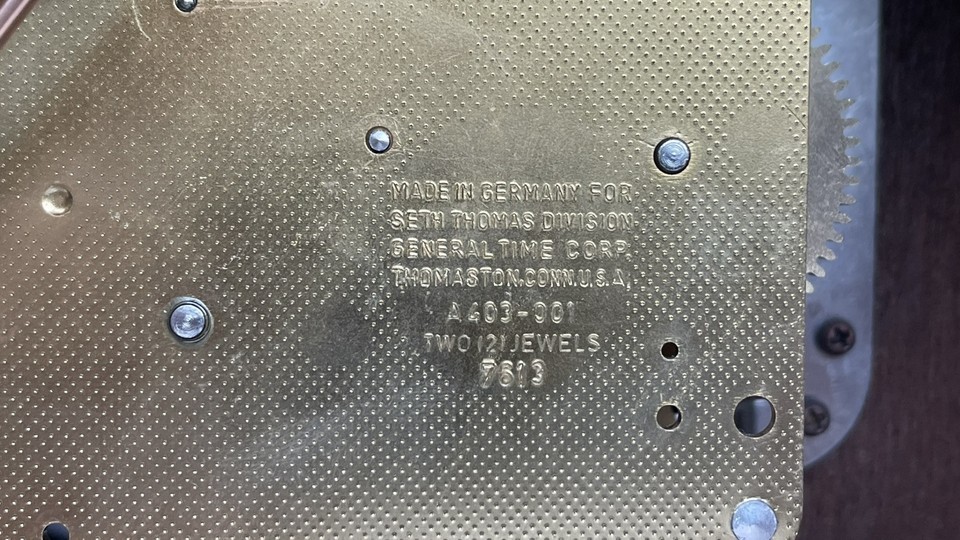 MADE IN GERMANY FOR
SETH THOMAS DIVISION
GENERAL TIME CORP.
THOMASTON.CONN.U.S.A.
A403-001
TWO (2) JEWELS
7613